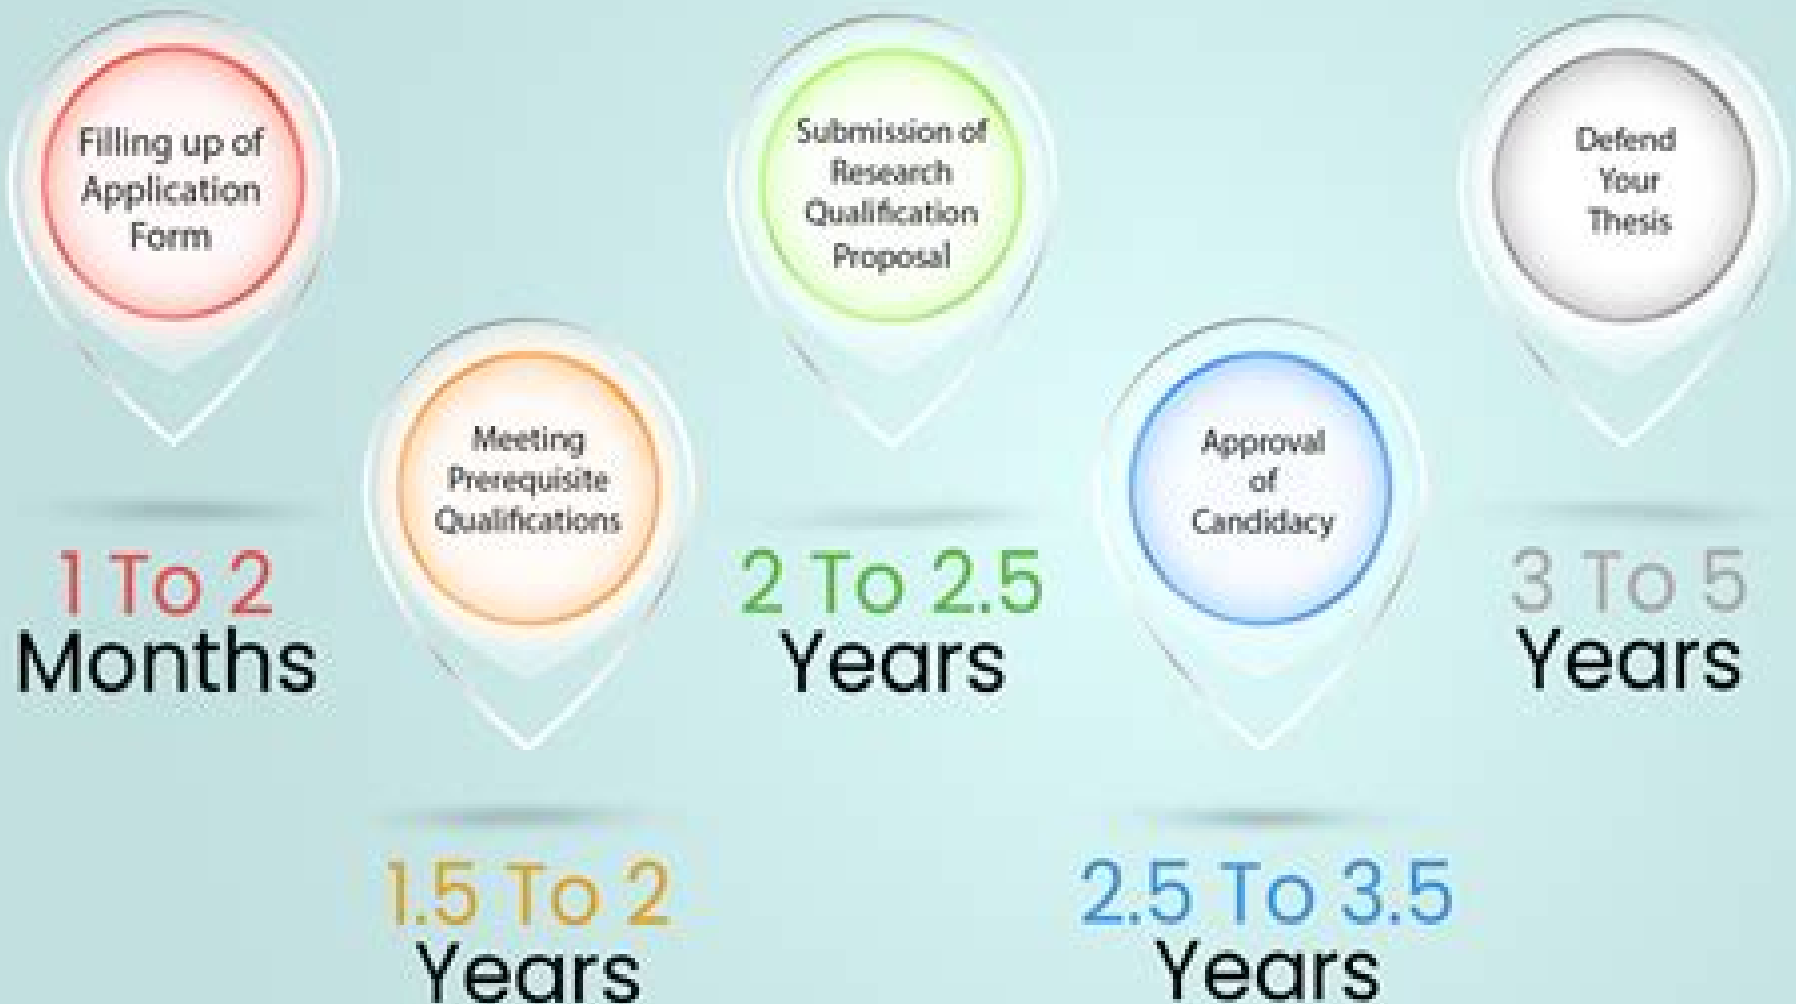 Filling up of
Application
Form
1 To 2
Months
Meeting
Prerequisite
Qualifications
1.5 To 2
Years
Submission of
Research
Qualification
Proposal
2 To 2.5
Years
Approval
of
Candidacy
2.5 To 3.5
Years
Defend
Your
Thesis
3 To 5
Years